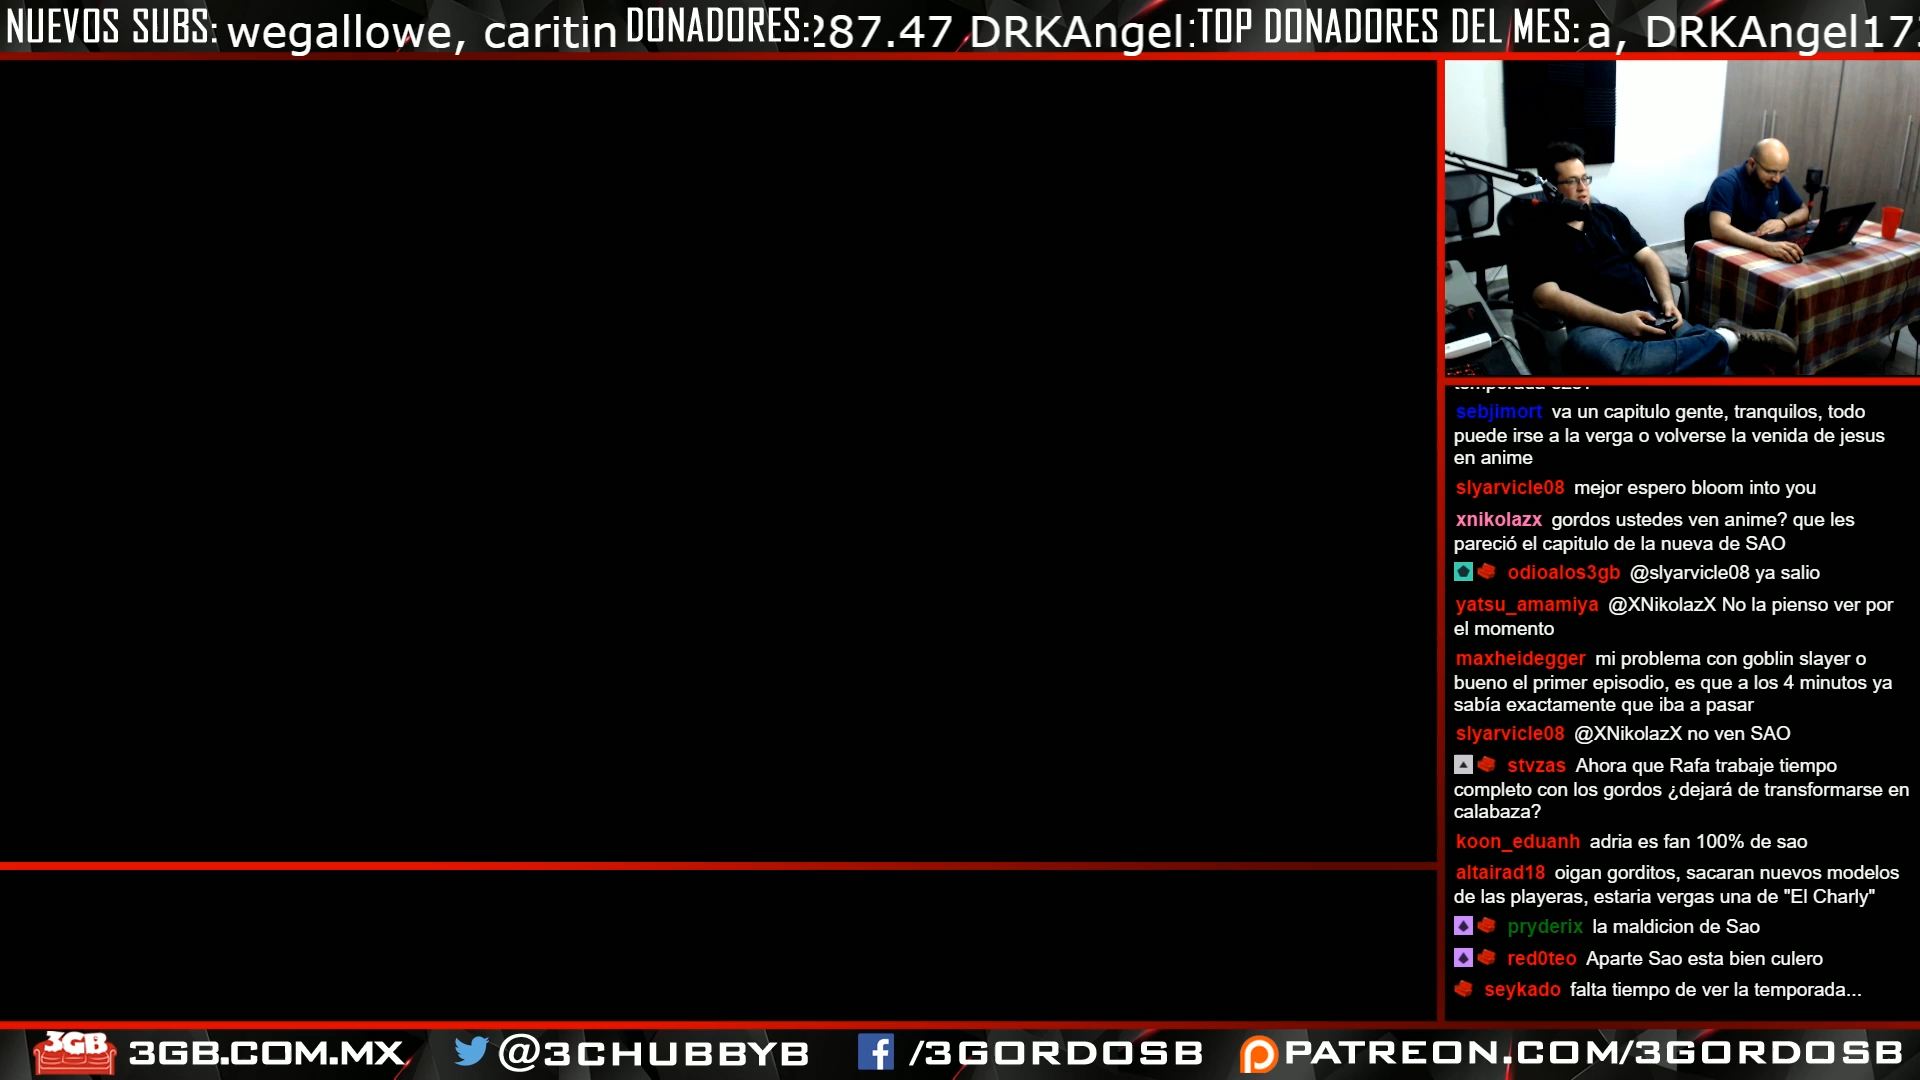 NUEVOS SUBS: wegallowe, caritin DONADORES: 287.47 DRKAngel1 TOP DONADORES DEL MES: a, DRKAngel17
sebjimort va un capitulo gente, tranquilos, todo
puede irse a la verga o volverse la venida de jesus
en anime
slyarvicle08 mejor espero bloom into you
xnikolazx gordos ustedes ven anime? que les
pareció el capitulo de la nueva de SAO
odioalos3gb @slyarvicle08 ya salio
yatsu_amamiya @XNikolazX No la pienso ver por
el momento
maxheidegger mi problema con goblin slayer o
bueno el primer episodio, es que a los 4 minutos ya
sabía exactamente que iba a pasar
slyarvicle08 @XNikolazX no ven SAO
stvzas Ahora que Rafa trabaje tiempo
completo con los gordos ¿dejará de transformarse en
calabaza?
koon_eduanh adria es fan 100% de sao
altairad18 oigan gorditos, sacaran nuevos modelos
de las playeras, estaria vergas una de "El Charly"
pryderix la maldicion de Sao
red0teo Aparte Sao esta bien culero
seykado falta tiempo de ver la temporada...
3GB 3GB.COM.MX @3CHUBBYB /3GORDOSB PATREON.COM/3GORDOSB